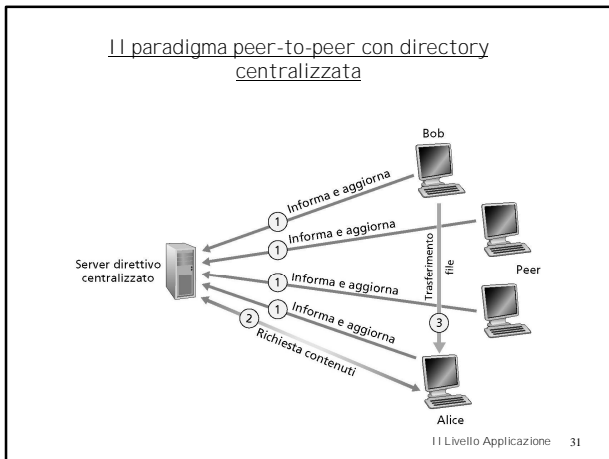 Il paradigma peer-to-peer con directory
centralizzata
Bob
1 Informa e aggiorna
1 Informa e aggiorna
Server direttivo
centralizzato
Trasferimento
file
Peer
1 Informa e aggiorna
1 Informa e aggiorna
3
2 Richiesta contenuti
Alice
Il Livello Applicazione 31